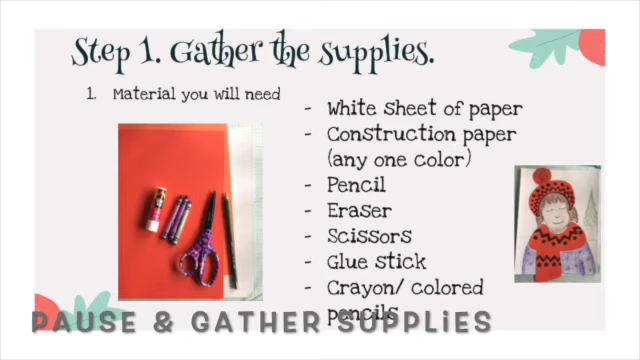 Step 1. Gather the supplies.
1. Material you will need
- White sheet of paper
- Construction paper
(any one color)
- Pencil
- Eraser
- Scissors
- Glue stick
- Crayon/ colored
pencils
PAUSE & GATHER SUPPLiES